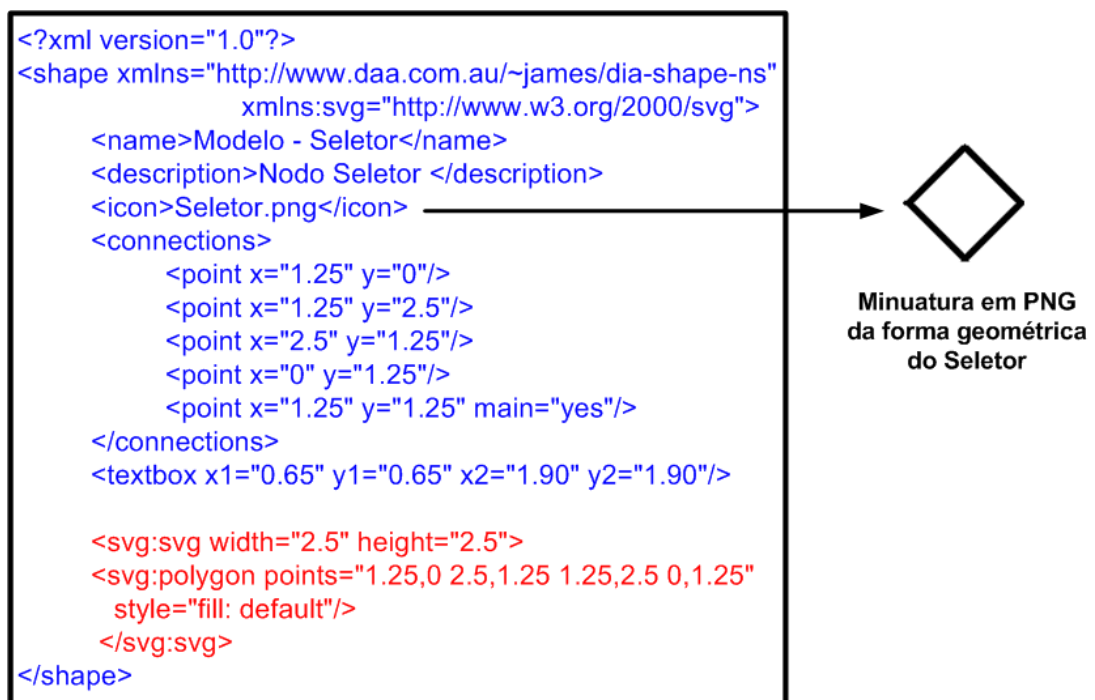 <?xml version="1.0"?>
<shape xmlns="http://www.daa.com.au/~james/dia-shape-ns"
xmlns:svg="http://www.w3.org/2000/svg">
<name>Modelo - Seletor</name>
<description>Nodo Seletor </description>
<icon>Seletor.png</icon>
<connections>
<point x="1.25" y="0"/>
<point x="1.25" y="2.5"/>
<point x="2.5" y="1.25"/>
<point x="0" y="1.25"/>
<point x="1.25" y="1.25" main="yes"/>
</connections>
<textbox x1="0.65" y1="0.65" x2="1.90" y2="1.90"/>
<svg:svg width="2.5" height="2.5">
<svg:polygon points="1.25,0 2.5,1.25 1.25,2.5 0,1.25"
style="fill: default"/>
</svg:svg>
</shape>
Minuatura em PNG
da forma geométrica
do Seletor